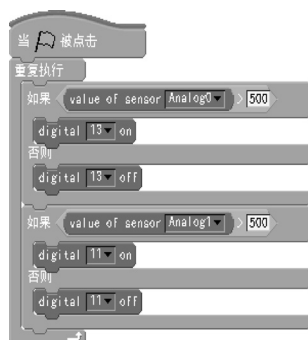 当 被点击
重复执行
如果 value of sensor Analog0 > 500
digital 13 on
否则
digital 13 off
如果 value of sensor Analog1 > 500
digital 11 on
否则
digital 11 off